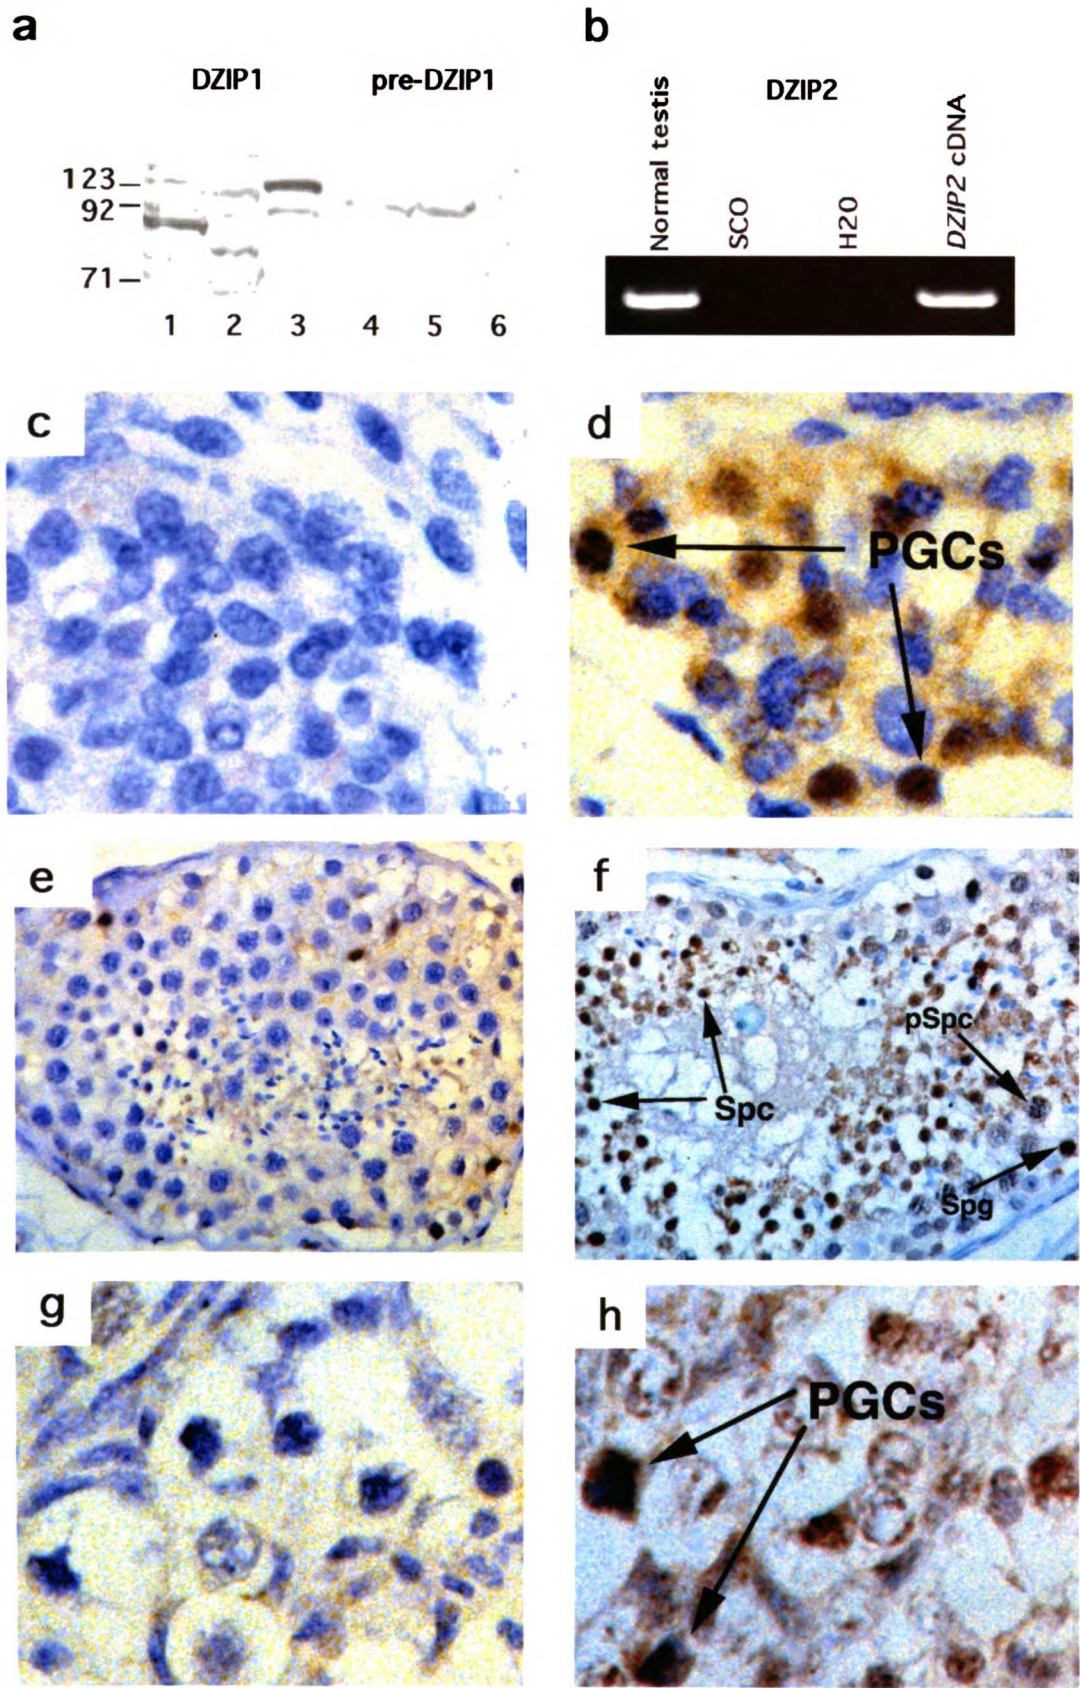 a
DZIP1 pre-DZIP1
123
92
71
1 2 3 4 5 6
b
DZIP2
Normal testis
SCO
H20
DZIP2 cDNA
c
d
PGCs
e
f
pSpc
Spc
Spg
g
h
PGCs